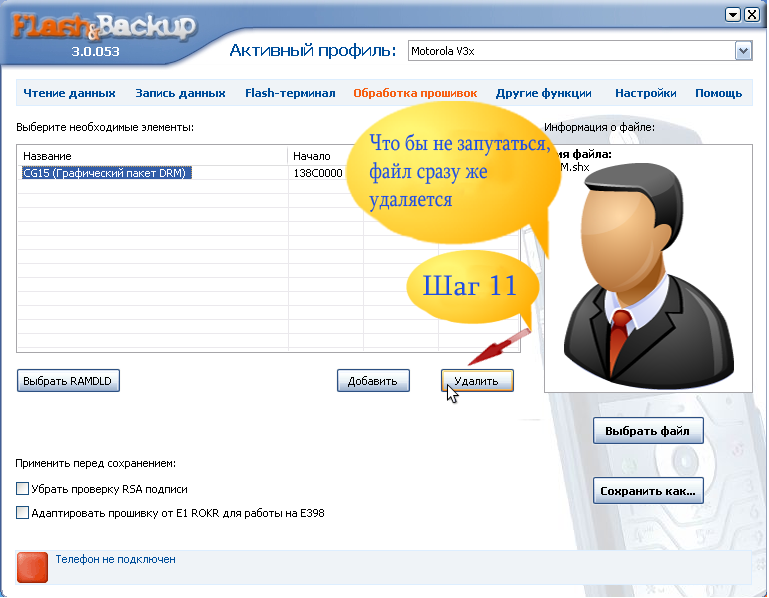 Flash&Backup
3.0.053
Активный профиль:
Motorola V3x
Чтение данных
Запись данных
Flash-терминал
Обработка прошивок
Другие функции
Настройки
Помощь
Выберите необходимые элементы:
Информация о файле:
Название
Начало
CG15 (Графический пакет DRM)
138C0000
Что бы не запутаться,
файл сразу же
удаляется
мя файла:
M.shx
Шаг 11
Выбрать RAMDLD
Добавить
Удалить
Выбрать файл
Применить перед сохранением:
Убрать проверку RSA подписи
Сохранить как...
Адаптировать прошивку от E1 ROKR для работы на E398
Телефон не подключен